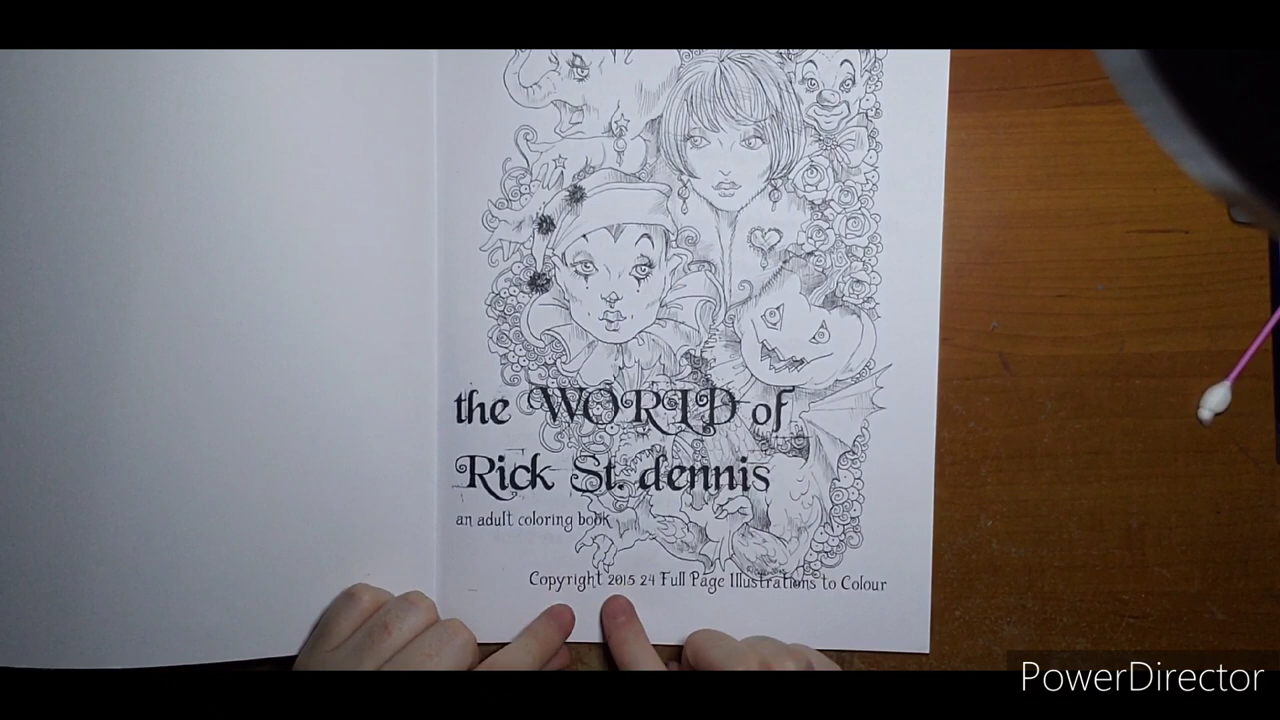 the WORLD of
Rick St. dennis
an adult coloring book
Copyright 2015 24 Full Page Illustrations to Colour
PowerDirector